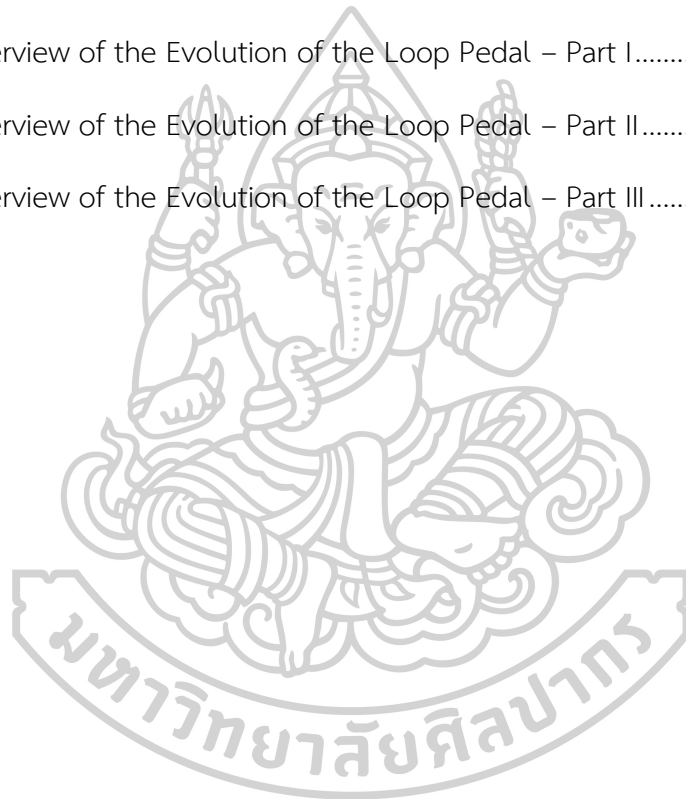 erview of the Evolution of the Loop Pedal – Part I.......
erview of the Evolution of the Loop Pedal – Part II......
erview of the Evolution of the Loop Pedal – Part III.....
มหาวิทยาลัยศิลปากร